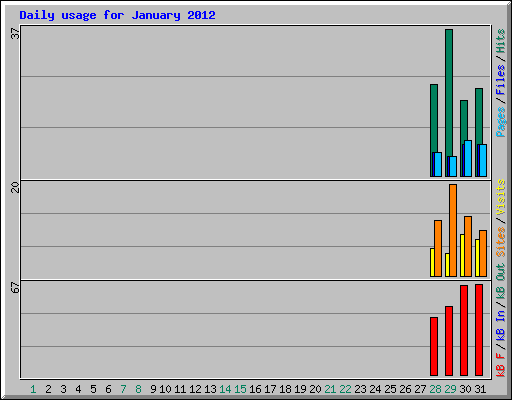 Daily usage for January 2012
37
Pages / Files / Hits
20
Sites / Visits
67
kB F / kB In / kB Out
1 2 3 4 5 6 7 8 9 10 11 12 13 14 15 16 17 18 19 20 21 22 23 24 25 26 27 28 29 30 31